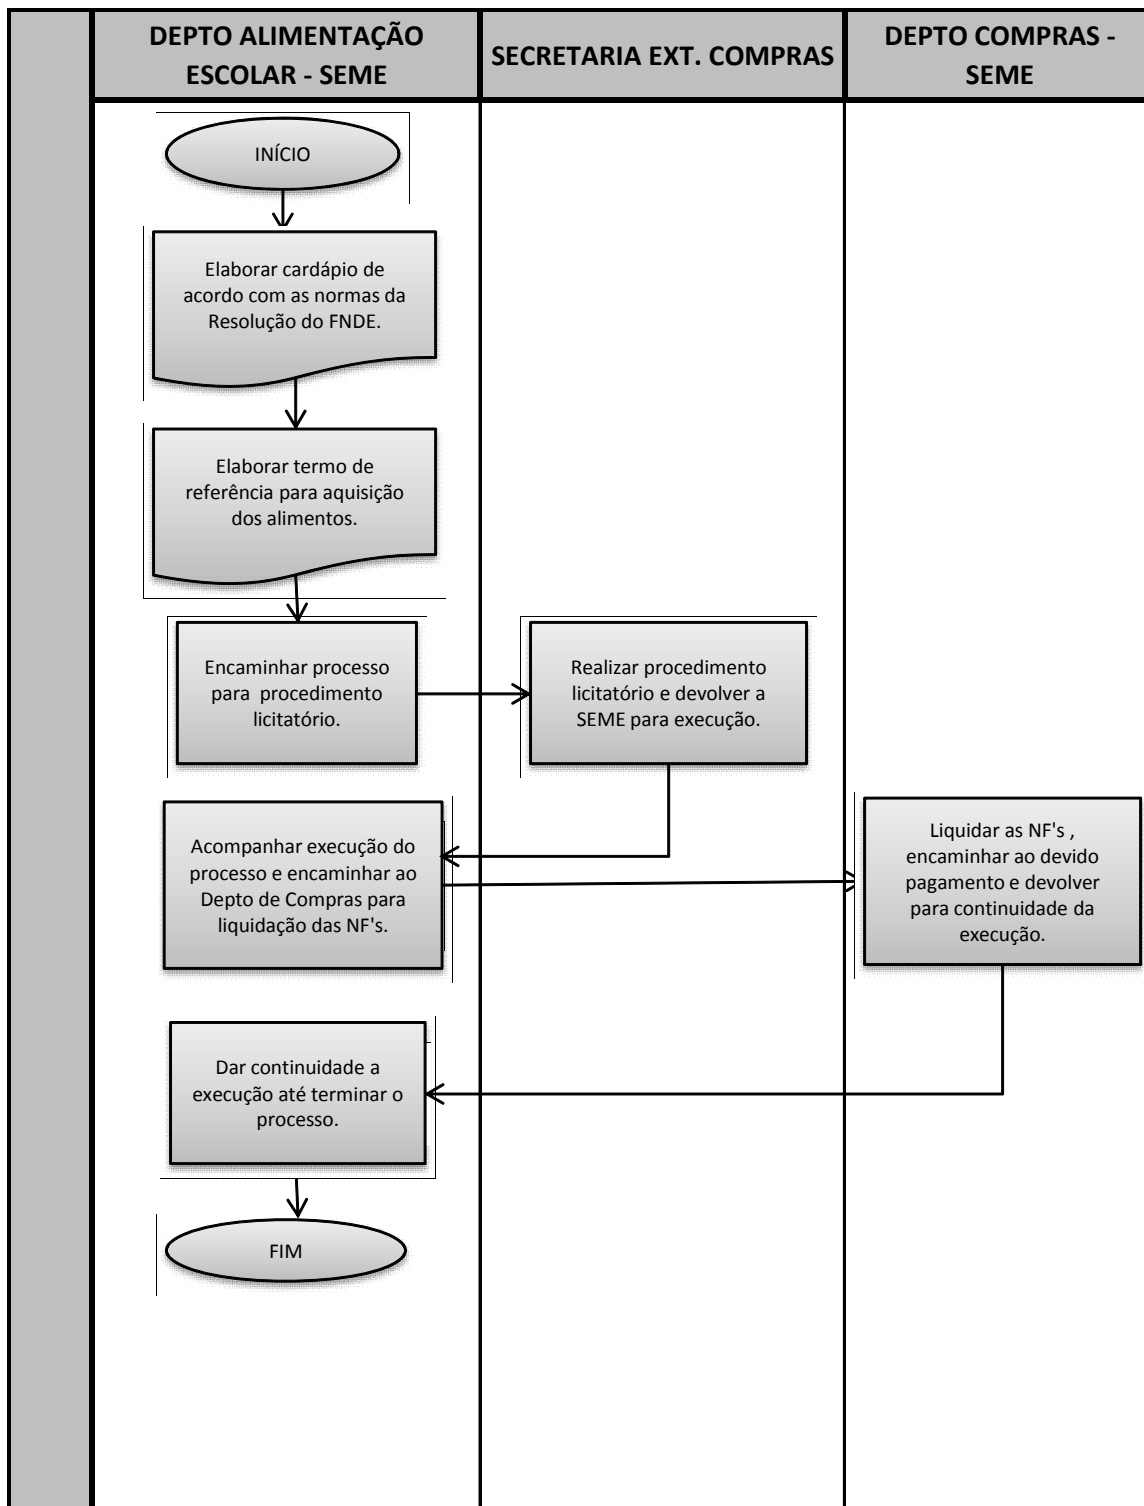 DEPTO ALIMENTAÇÃO
ESCOLAR - SEME
SECRETARIA EXT. COMPRAS
DEPTO COMPRAS -
SEME
INÍCIO
Elaborar cardápio de
acordo com as normas da
Resolução do FNDE.
Elaborar termo de
referência para aquisição
dos alimentos.
Encaminhar processo
para procedimento
licitatório.
Realizar procedimento
licitatório e devolver a
SEME para execução.
Acompanhar execução do
processo e encaminhar ao
Depto de Compras para
liquidação das NF's.
Liquidar as NF's ,
encaminhar ao devido
pagamento e devolver
para continuidade da
execução.
Dar continuidade a
execução até terminar o
processo.
FIM